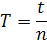 T = t/n